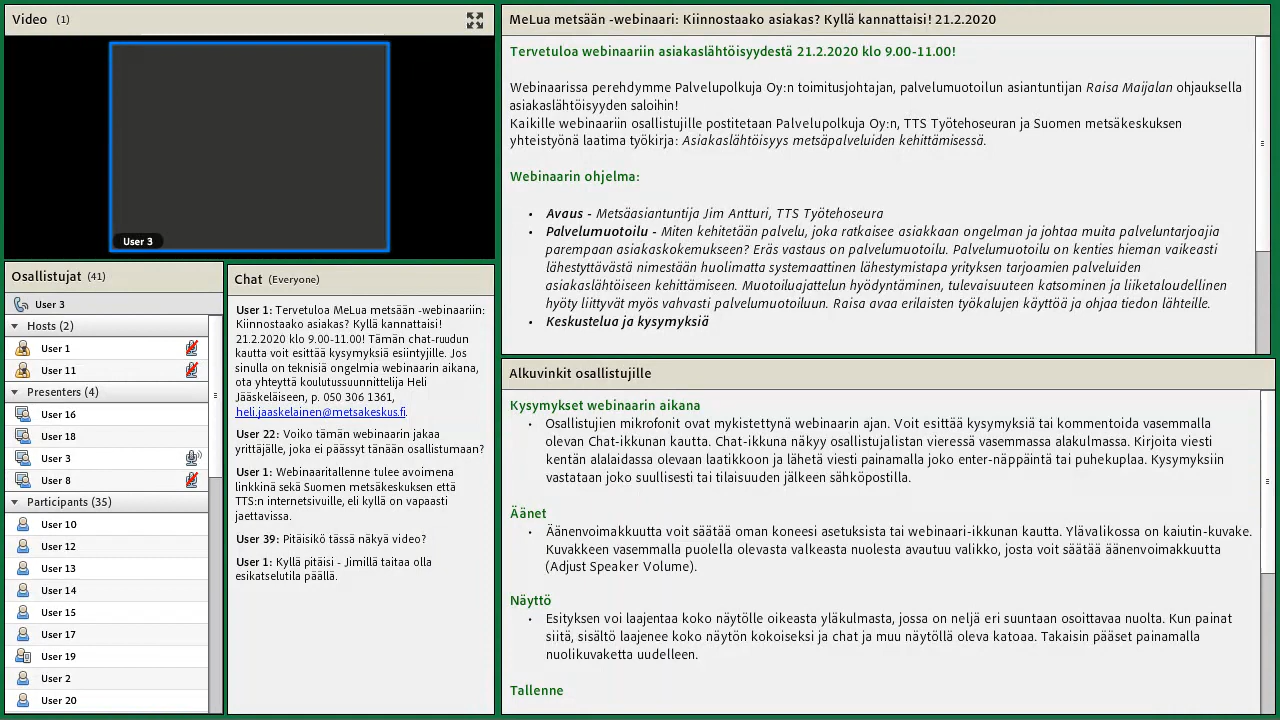 Video (1)
User 3
Osallistujat (41)
User 3
Hosts (2)
User 1
User 11
Presenters (4)
User 16
User 18
User 3
User 8
Participants (35)
User 10
User 12
User 13
User 14
User 15
User 17
User 19
User 2
User 20
Chat (Everyone)
User 1: Tervetuloa MeLua metsään -webinaariin:
Kiinnostaako asiakas? Kyllä kannattaisi!
21.2.2020 klo 9.00-11.00! Tämän chat-ruudun
kautta voit esittää kysymyksiä esiintyjille. Jos
sinulla on teknisiä ongelmia webinaarin aikana,
ota yhteyttä koulutussuunnittelija Heli
Jääskeläiseen, p. 050 306 1361,
heli.jaaskelainen@metsakeskus.fi.
User 22: Voiko tämän webinaarin jakaa
yrittäjälle, joka ei päässyt tänään osallistumaan?
User 1: Webinaaritallenne tulee avoimena
linkkinä sekä Suomen metsäkeskuksen että
TTS:n internetsivuille, eli kyllä on vapaasti
jaettavissa.
User 39: Pitäisikö tässä näkyä video?
User 1: Kyllä pitäisi - Jimillä taitaa olla
esikatselutila päällä.
MeLua metsään -webinaari: Kiinnostaako asiakas? Kyllä kannattaisi! 21.2.2020
Tervetuloa webinaariin asiakaslähtöisyydestä 21.2.2020 klo 9.00-11.00!
Webinaarissa perehdymme Palvelupolkuja Oy:n toimitusjohtajan, palvelumuotoilun asiantuntijan Raisa Maijalan ohjauksella
asiakaslähtöisyyden saloihin!
Kaikille webinaariin osallistujille postitetaan Palvelupolkuja Oy:n, TTS Työtehoseuran ja Suomen metsäkeskuksen
yhteistyönä laatima työkirja: Asiakaslähtöisyys metsäpalveluiden kehittämisessä.
Webinaarin ohjelma:
• Avaus - Metsäasiantuntija Jim Antturi, TTS Työtehoseura
• Palvelumuotoilu - Miten kehitetään palvelu, joka ratkaisee asiakkaan ongelman ja johtaa muita palveluntarjoajia
parempaan asiakaskokemukseen? Eräs vastaus on palvelumuotoilu. Palvelumuotoilu on kenties hieman vaikeasti
lähestyttävästä nimestään huolimatta systemaattinen lähestymistapa yrityksen tarjoamien palveluiden
asiakaslähtöiseen kehittämiseen. Muotoiluajattelun hyödyntäminen, tulevaisuuteen katsominen ja liiketaloudellinen
hyöty liittyvät myös vahvasti palvelumuotoiluun. Raisa avaa erilaisten työkalujen käyttöä ja ohjaa tiedon lähteille.
• Keskustelua ja kysymyksiä
Alkuvinkit osallistujille
Kysymykset webinaarin aikana
• Osallistujien mikrofonit ovat mykistettynä webinaarin ajan. Voit esittää kysymyksiä tai kommentoida vasemmalla
olevan Chat-ikkunan kautta. Chat-ikkuna näkyy osallistujalistan vieressä vasemmassa alakulmassa. Kirjoita viesti
kentän alalaidassa olevaan laatikkoon ja lähetä viesti painamalla joko enter-näppäintä tai puhekuplaa. Kysymyksiin
vastataan joko suullisesti tai tilaisuuden jälkeen sähköpostilla.
Äänet
• Äänenvoimakkuutta voit säätää oman koneesi asetuksista tai webinaari-ikkunan kautta. Ylävalikossa on kaiutin-kuvake.
Kuvakkeen vasemmalla puolella olevasta valkeasta nuolesta avautuu valikko, josta voit säätää äänenvoimakkuutta
(Adjust Speaker Volume).
Näyttö
• Esityksen voi laajentaa koko näytölle oikeasta yläkulmasta, jossa on neljä eri suuntaan osoittavaa nuolta. Kun painat
siitä, sisältö laajenee koko näytön kokoiseksi ja chat ja muu näytöllä oleva katoaa. Takaisin pääset painamalla
nuolikuvaketta uudelleen.
Tallenne